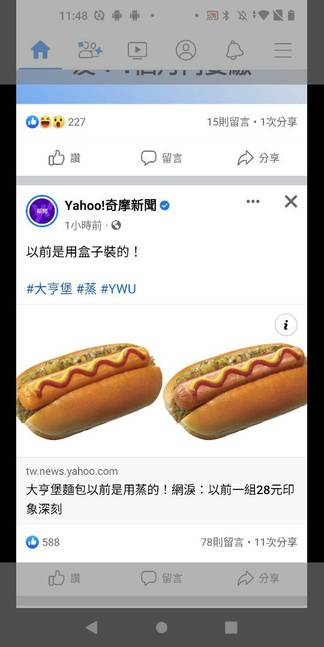 11:48
227
15則留言・1次分享
讚
留言
分享
Yahoo!奇摩新聞
1小時前
以前是用盒子裝的！
#大亨堡 #蒸 #YWU
tw.news.yahoo.com
大亨堡麵包以前是用蒸的！網淚：以前一組28元印
象深刻
588
78則留言・11次分享
讚
留言
分享